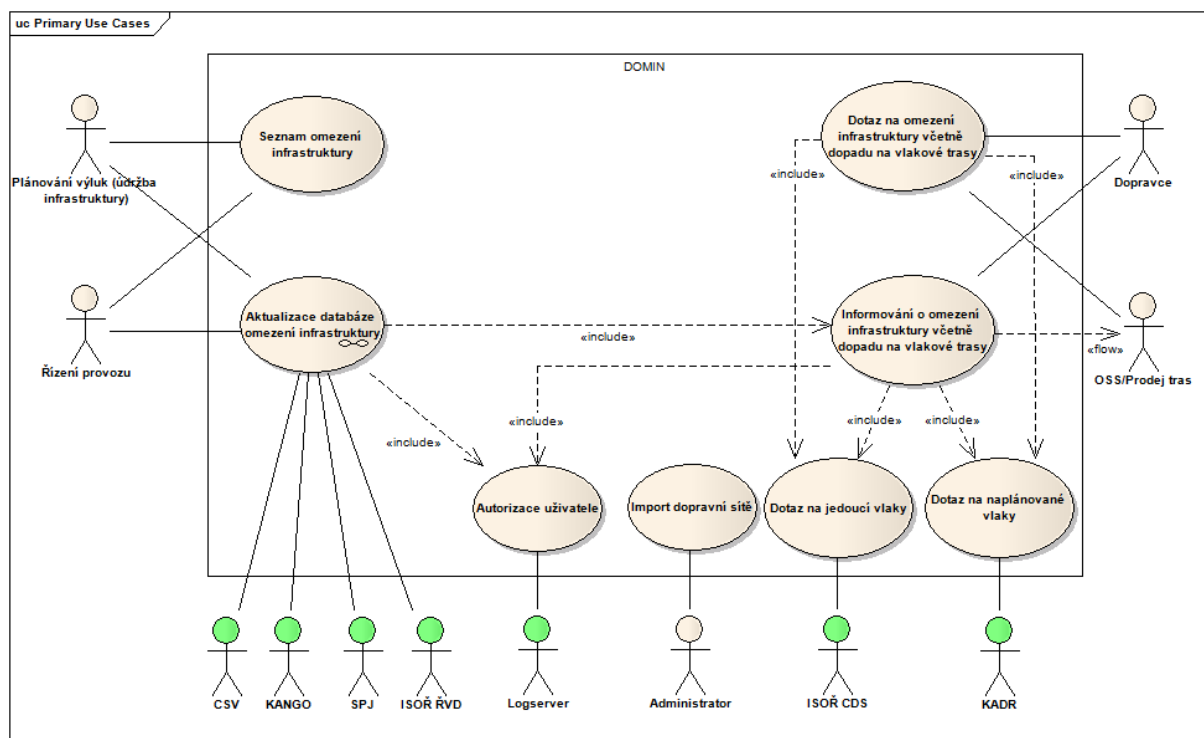 uc Primary Use Cases
DOMIN
Seznam omezení
infrastruktury
Dotaz na omezení
infrastruktury včetně
dopadu na vlakové trasy
Plánování výluk (údržba
infrastruktury)
Dopravce
«include»
«include»
Aktualizace databáze
omezení infrastruktury
Informování o omezení
infrastruktury včetně
dopadu na vlakové trasy
«include»
«flow»
Řízení provozu
OSS/Prodej tras
«include»
«include»
«include»
«include»
Autorizace uživatele
Import dopravní sítě
Dotaz na jedoucí vlaky
Dotaz na naplánované
vlaky
CSV
KANGO
SPJ
ISOŘ ŘVD
Logserver
Administrator
ISOŘ CDS
KADR